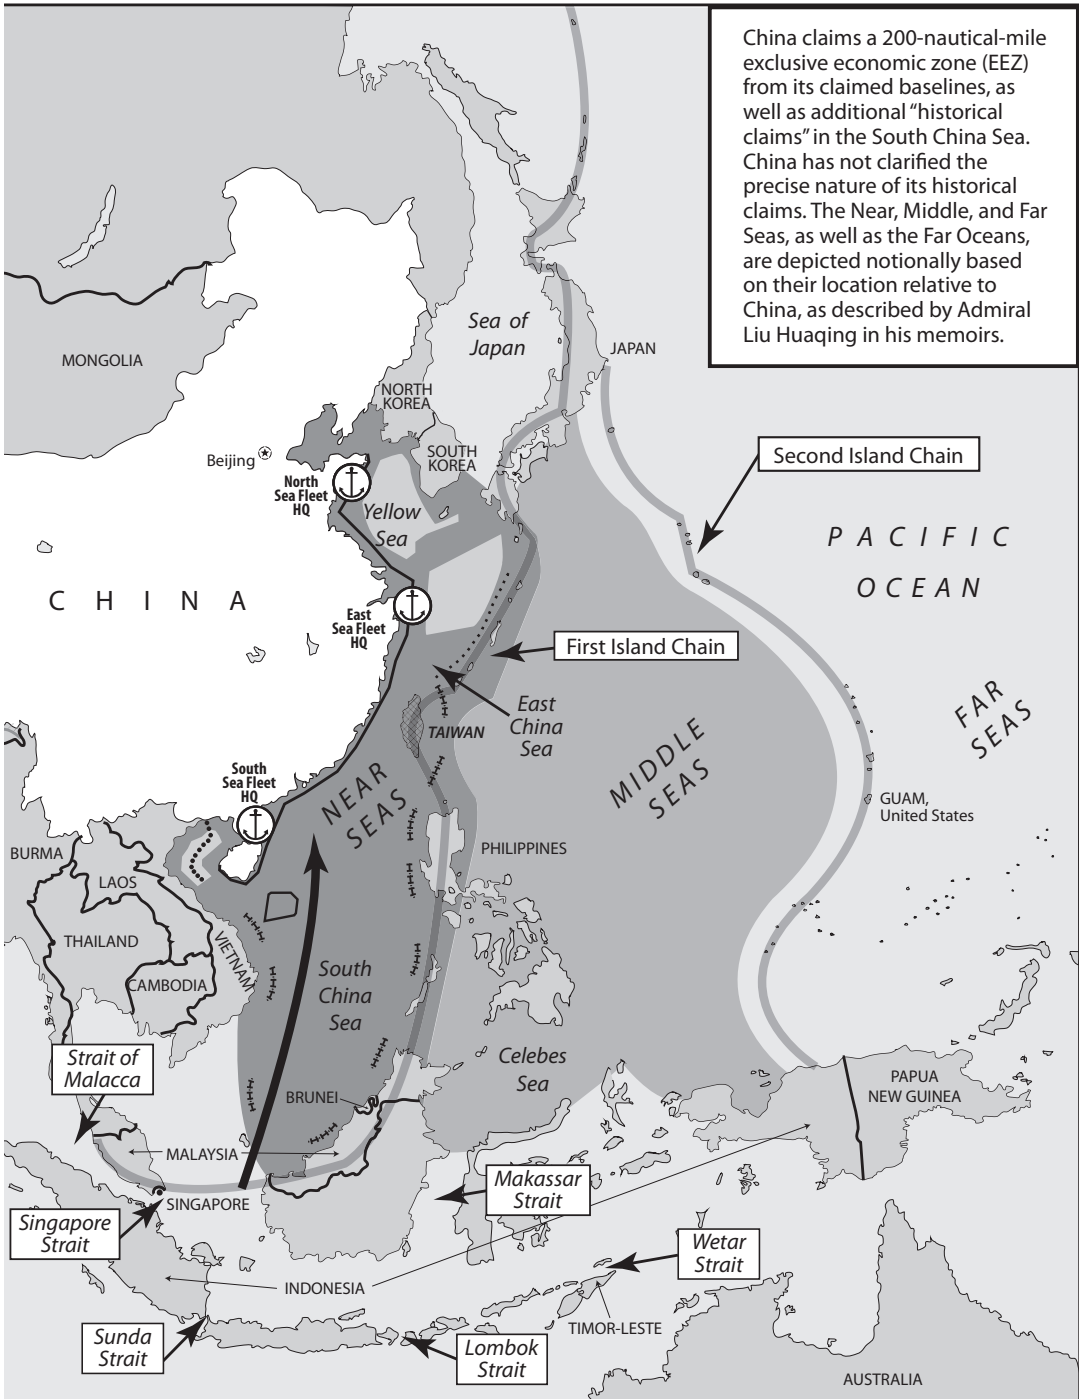 China claims a 200-nautical-mile
exclusive economic zone (EEZ)
from its claimed baselines, as
well as additional “historical
claims” in the South China Sea.
China has not clarified the
precise nature of its historical
claims. The Near, Middle, and Far
Seas, as well as the Far Oceans,
are depicted notionally based
on their location relative to
China, as described by Admiral
Liu Huaqing in his memoirs.
Sea of
Japan
JAPAN
MONGOLIA
NORTH
KOREA
SOUTH
KOREA
Beijing
North
Sea Fleet
HQ
Yellow
Sea
Second Island Chain
PACIFIC
OCEAN
CHINA
East
Sea Fleet
HQ
First Island Chain
East
China
Sea
TAIWAN
FAR
SEAS
MIDDLE
SEAS
NEAR
SEAS
South
Sea Fleet
HQ
GUAM,
United States
BURMA
LAOS
PHILIPPINES
THAILAND
VIETNAM
CAMBODIA
South
China
Sea
Strait of
Malacca
Celebes
Sea
BRUNEI
PAPUA
NEW GUINEA
MALAYSIA
SINGAPORE
Makassar
Strait
Singapore
Strait
Wetar
Strait
INDONESIA
TIMOR-LESTE
Sunda
Strait
Lombok
Strait
AUSTRALIA